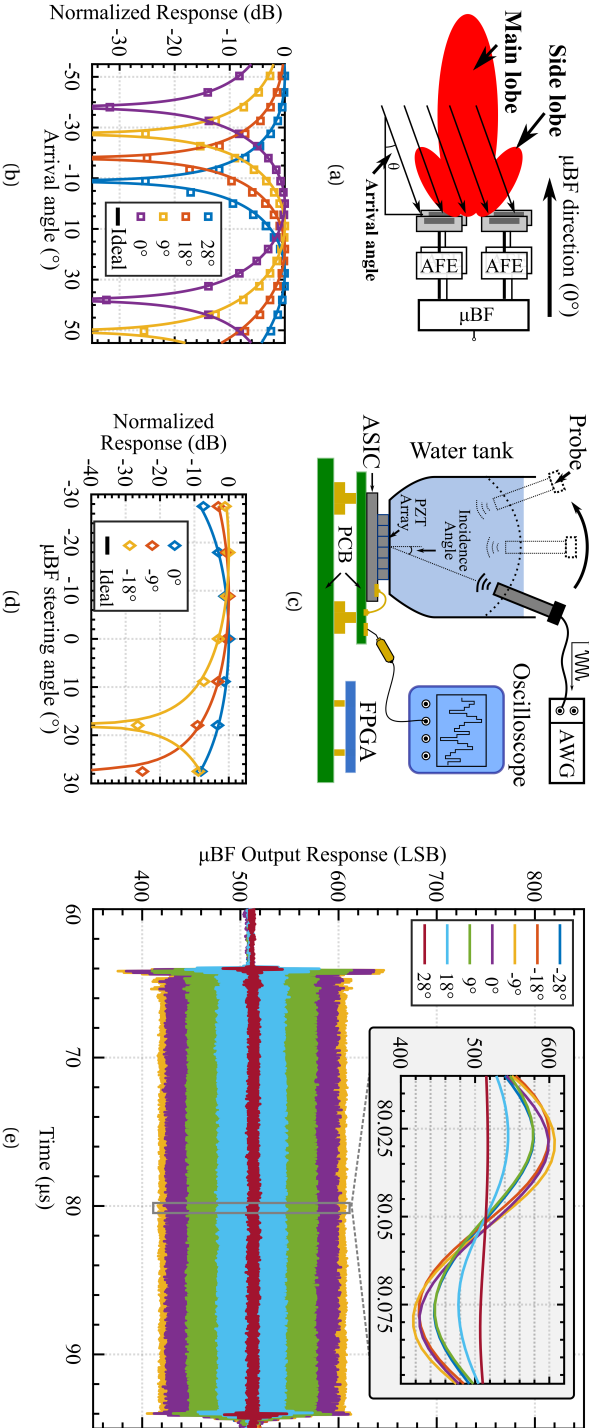 Main lobe
Side lobe
μBF direction (0°)
θ
Arrival angle
AFE
AFE
μBF
(a)
Normalized Response (dB)
0
-10
-20
-30
-50
-30
-10
10
30
50
Arrival angle (°)
28°
18°
9°
0°
Ideal
(b)
Probe
Water tank
Incidence
Angle
PZT
Array
ASIC
PCB
AWG
Oscilloscope
FPGA
(c)
Normalized
Response (dB)
0
-10
-20
-30
-40
-30
-20
-10
0
10
20
30
μBF steering angle (°)
0°
-9°
-18°
Ideal
(d)
μBF Output Response (LSB)
800
700
600
500
400
60
70
80
90
Time (μs)
-28°
-18°
-9°
0°
9°
18°
28°
600
500
400
80.025
80.05
80.075
(e)